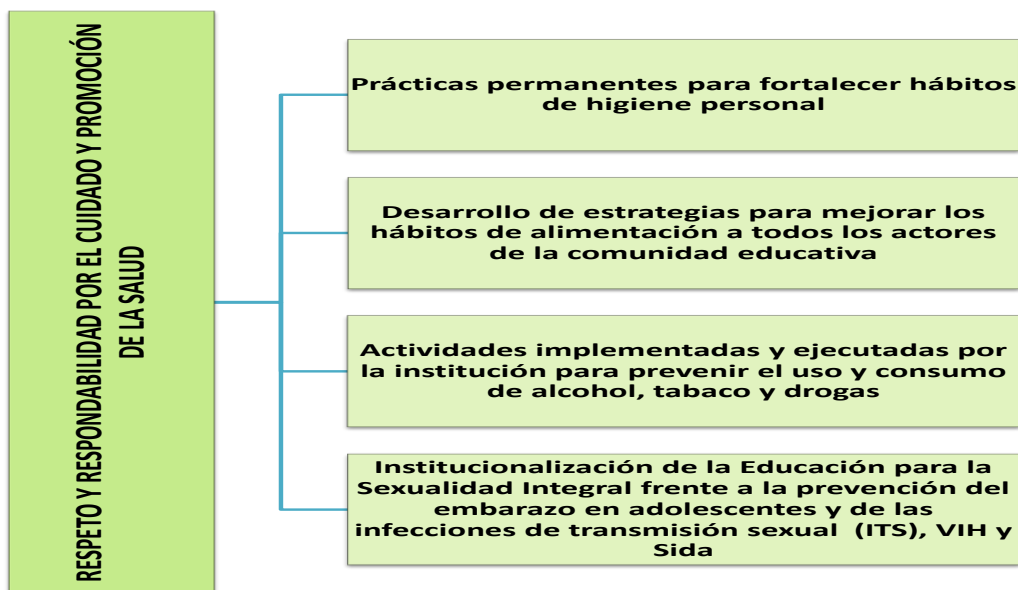 RESPETO Y RESPONDABILIDAD POR EL CUIDADO Y PROMOCIÓN
DE LA SALUD
Prácticas permanentes para fortalecer hábitos
de higiene personal
Desarrollo de estrategias para mejorar los
hábitos de alimentación a todos los actores
de la comunidad educativa
Actividades implementadas y ejecutadas por
la institución para prevenir el uso y consumo
de alcohol, tabaco y drogas
Institucionalización de la Educación para la
Sexualidad Integral frente a la prevención del
embarazo en adolescentes y de las
infecciones de transmisión sexual (ITS), VIH y
Sida